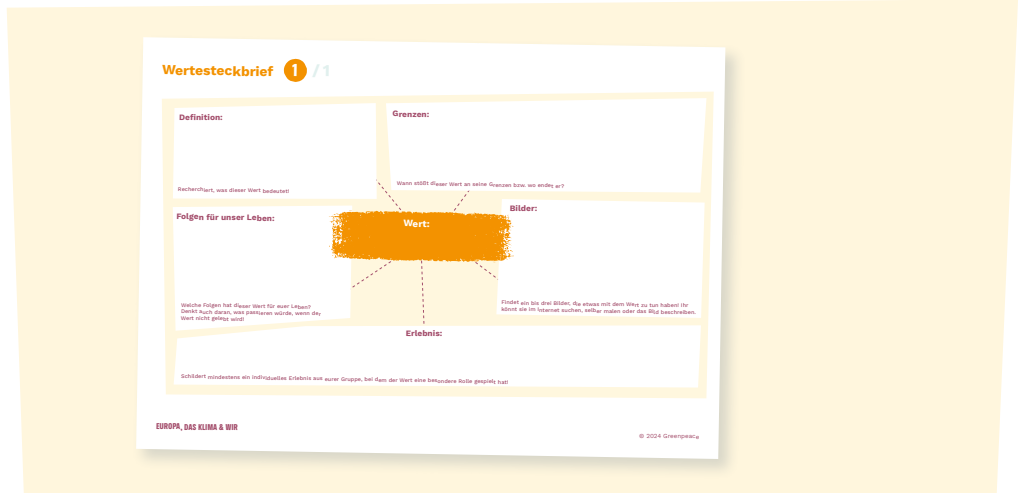 Wertesteckbrief 1 / 1
Definition:
Recherchiert, was dieser Wert bedeutet!
Grenzen:
Wann stößt dieser Wert an seine Grenzen bzw. wo endet er?
Folgen für unser Leben:
Welche Folgen hat dieser Wert für euer Leben?
Denkt auch daran, was passieren würde, wenn der
Wert nicht gelebt wird!
Wert:
Bilder:
Findet ein bis drei Bilder, die etwas mit dem Wert zu tun haben! Ihr
könnt sie im Internet suchen, selber malen oder das Bild beschreiben.
Erlebnis:
Schildert mindestens ein individuelles Erlebnis aus eurer Gruppe, bei dem der Wert eine besondere Rolle gespielt hat!
EUROPA, DAS KLIMA & WIR
© 2024 Greenpeace